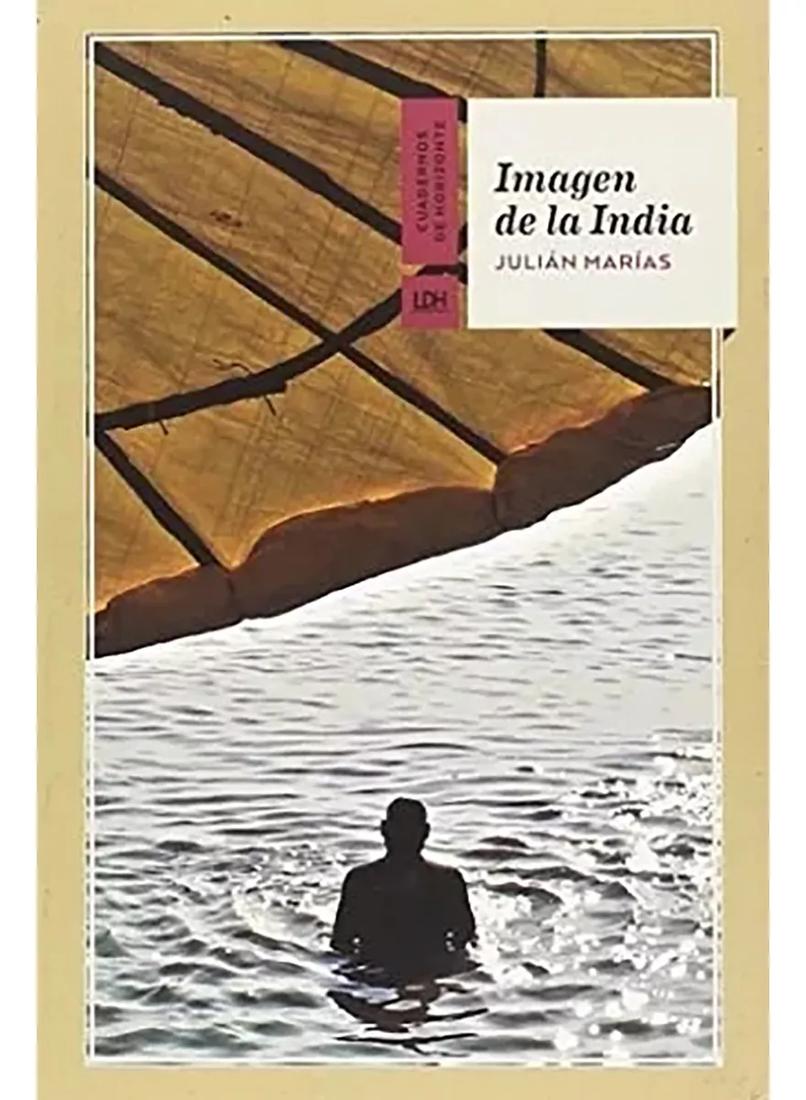 CUADERNOS
DE HORIZONTE
LDH
Imagen
de la India
JULIÁN MARÍAS